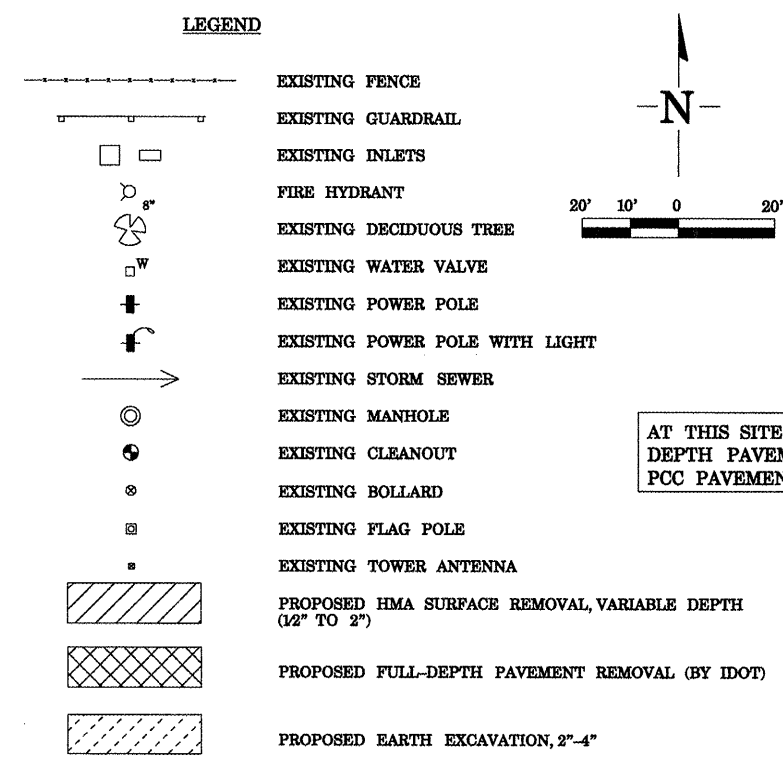 LEGEND
EXISTING FENCE
EXISTING GUARDRAIL
EXISTING INLETS
FIRE HYDRANT
8"
EXISTING DECIDUOUS TREE
W
EXISTING WATER VALVE
EXISTING POWER POLE
EXISTING POWER POLE WITH LIGHT
EXISTING STORM SEWER
EXISTING MANHOLE
EXISTING CLEANOUT
EXISTING BOLLARD
EXISTING FLAG POLE
EXISTING TOWER ANTENNA
PROPOSED HMA SURFACE REMOVAL, VARIABLE DEPTH
(1/2" TO 2")
PROPOSED FULL-DEPTH PAVEMENT REMOVAL (BY IDOT)
PROPOSED EARTH EXCAVATION, 2"-4"
N
20' 10' 0 20'
AT THIS SITE
DEPTH PAVEM
PCC PAVEMEN